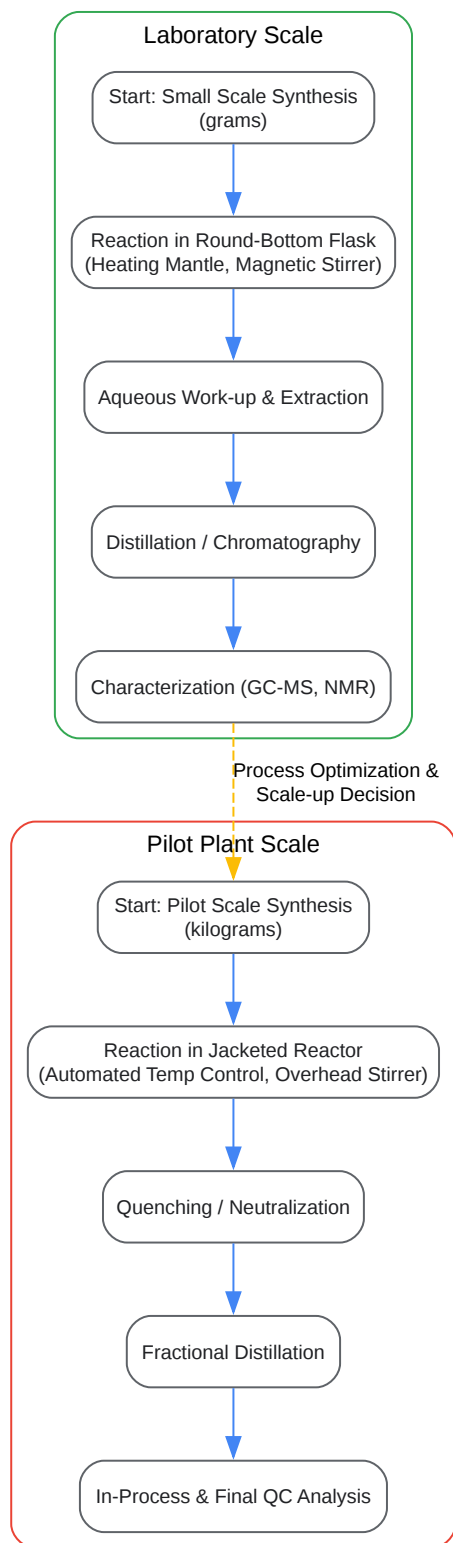 Laboratory Scale
Start: Small Scale Synthesis
(grams)
Reaction in Round-Bottom Flask
(Heating Mantle, Magnetic Stirrer)
Aqueous Work-up & Extraction
Distillation / Chromatography
Characterization (GC-MS, NMR)
Process Optimization &
Scale-up Decision
Pilot Plant Scale
Start: Pilot Scale Synthesis
(kilograms)
Reaction in Jacketed Reactor
(Automated Temp Control, Overhead Stirrer)
Quenching / Neutralization
Fractional Distillation
In-Process & Final QC Analysis